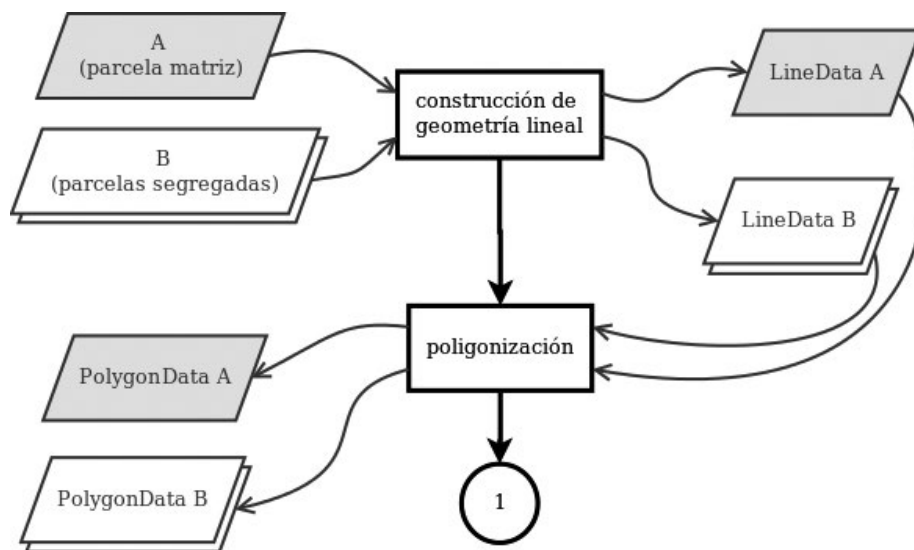 A
(parcela matriz)
B
(parcelas segregadas)
construcción de
geometría lineal
LineData A
LineData B
poligonización
PolygonData A
PolygonData B
1